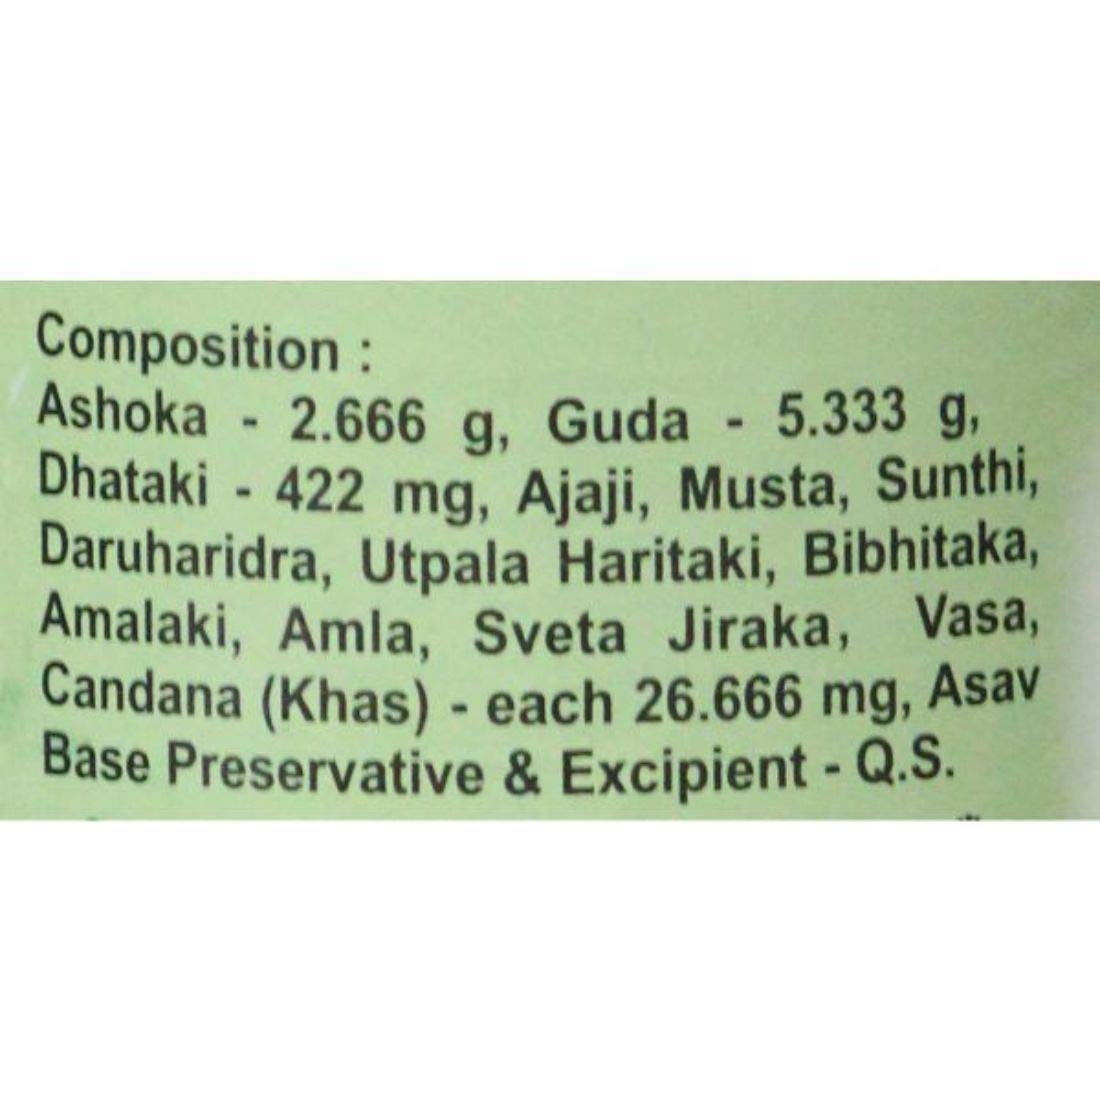 Composition :
Ashoka - 2.666 g, Guda - 5.333 g,
Dhataki - 422 mg, Ajaji, Musta, Sunthi,
Daruharidra, Utpala Haritaki, Bibhitaka,
Amalaki, Amla, Sveta Jiraka, Vasa,
Candana (Khas) - each 26.666 mg, Asav
Base Preservative & Excipient - Q.S.